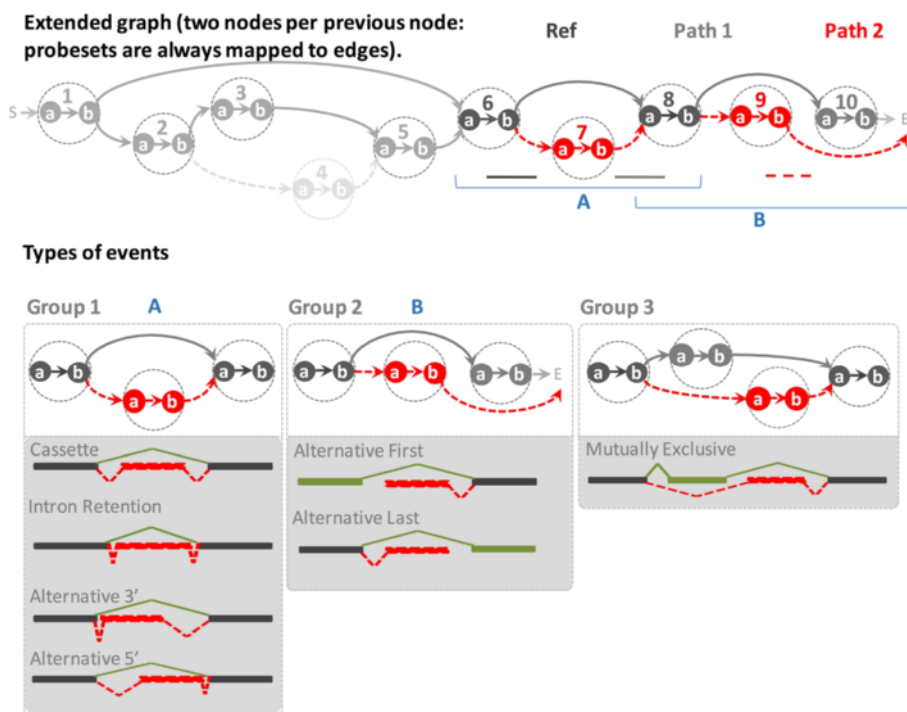 Extended graph (two nodes per previous node:
probesets are always mapped to edges).
Ref Path 1 Path 2
S 1 a b 2 a b 3 a b 4 a b 5 a b 6 a b 7 a b 8 a b 9 a b 10 a b E
A
B
Types of events
Group 1 A Group 2 B Group 3
a b a b a b
a b a b a b E
a b a b a b a b
Cassette
Intron Retention
Alternative 3'
Alternative 5'
Alternative First
Alternative Last
Mutually Exclusive